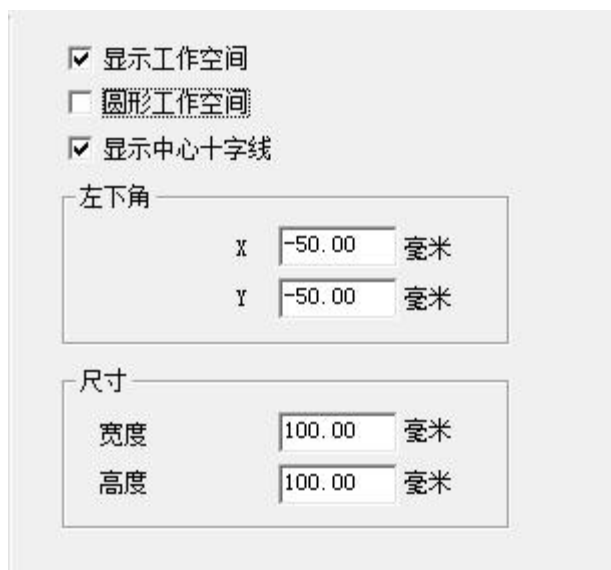 显示工作空间
圆形工作空间
显示中心十字线
左下角
X -50.00 毫米
Y -50.00 毫米
尺寸
宽度 100.00 毫米
高度 100.00 毫米